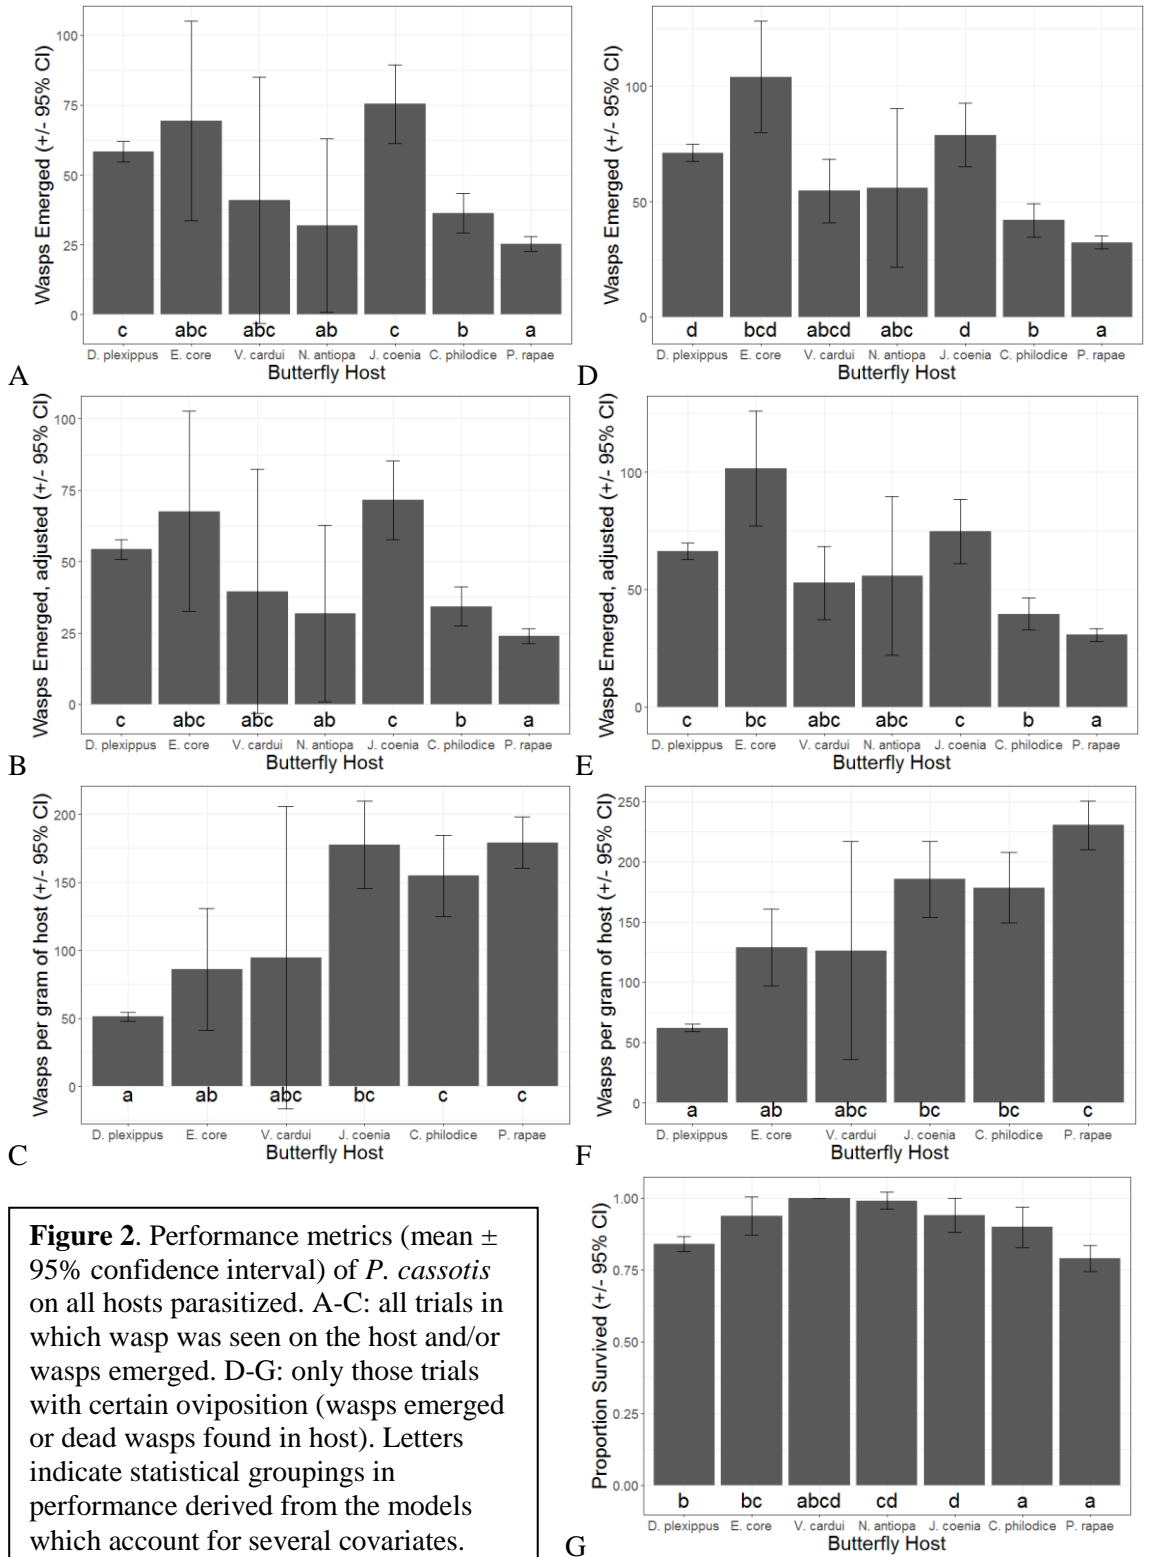 Wasps Emerged (+/- 95% CI)
100
75
50
25
0
c abc abc ab c b a
D. plexippus E. core V. cardui N. antiopa J. coenia C. philodice P. rapae
Butterfly Host
A
Wasps Emerged (+/- 95% CI)
100
50
0
d bcd abcd abc d b a
D. plexippus E. core V. cardui N. antiopa J. coenia C. philodice P. rapae
Butterfly Host
D
Wasps Emerged, adjusted (+/- 95% CI)
100
75
50
25
0
c abc abc ab c b a
D. plexippus E. core V. cardui N. antiopa J. coenia C. philodice P. rapae
Butterfly Host
B
Wasps Emerged, adjusted (+/- 95% CI)
100
50
0
c bc abc abc c b a
D. plexippus E. core V. cardui N. antiopa J. coenia C. philodice P. rapae
Butterfly Host
E
Wasps per gram of host (+/- 95% CI)
200
150
100
50
0
a ab abc bc c c
D. plexippus E. core V. cardui J. coenia C. philodice P. rapae
Butterfly Host
C
Wasps per gram of host (+/- 95% CI)
250
200
150
100
50
0
a ab abc bc bc c
D. plexippus E. core V. cardui J. coenia C. philodice P. rapae
Butterfly Host
F
Figure 2. Performance metrics (mean ±
95% confidence interval) of P. cassotis
on all hosts parasitized. A-C: all trials in
which wasp was seen on the host and/or
wasps emerged. D-G: only those trials
with certain oviposition (wasps emerged
or dead wasps found in host). Letters
indicate statistical groupings in
performance derived from the models
which account for several covariates.
Proportion Survived (+/- 95% CI)
1.00
0.75
0.50
0.25
0.00
b bc abcd cd d a a
D. plexippus E. core V. cardui N. antiopa J. coenia C. philodice P. rapae
Butterfly Host
G